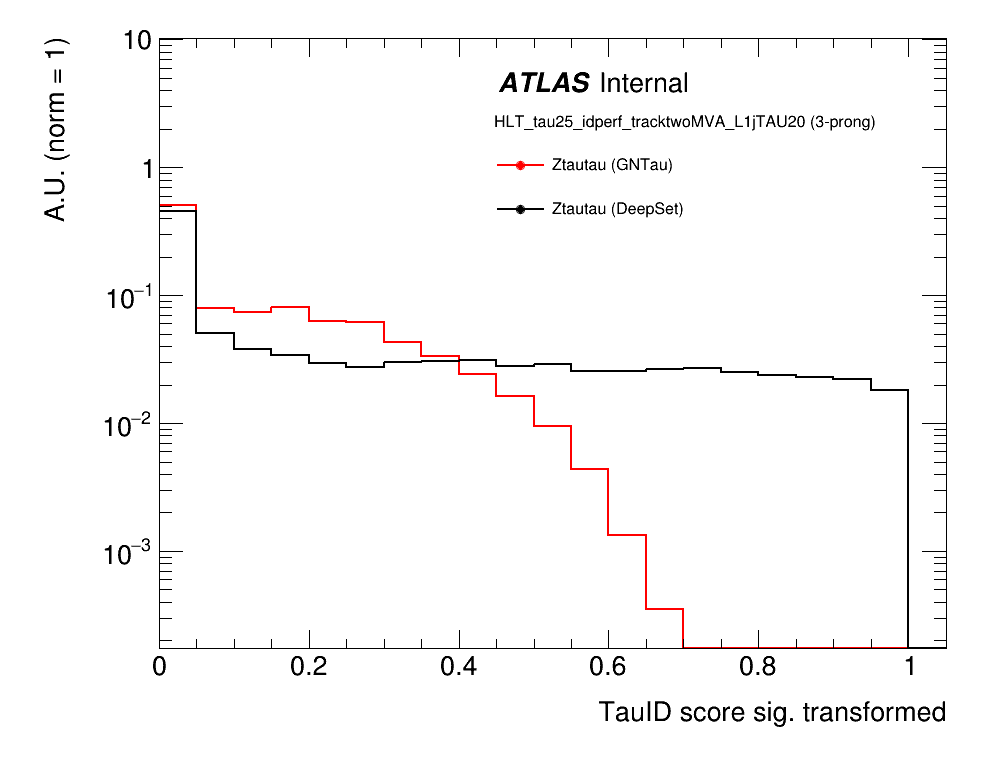 A.U. (norm = 1)
10
1
10⁻¹
10⁻²
10⁻³
ATLAS Internal
HLT_tau25_idperf_tracktwoMVA_L1jTAU20 (3-prong)
Ztautau (GNTau)
Ztautau (DeepSet)
0 0.2 0.4 0.6 0.8 1
TauID score sig. transformed